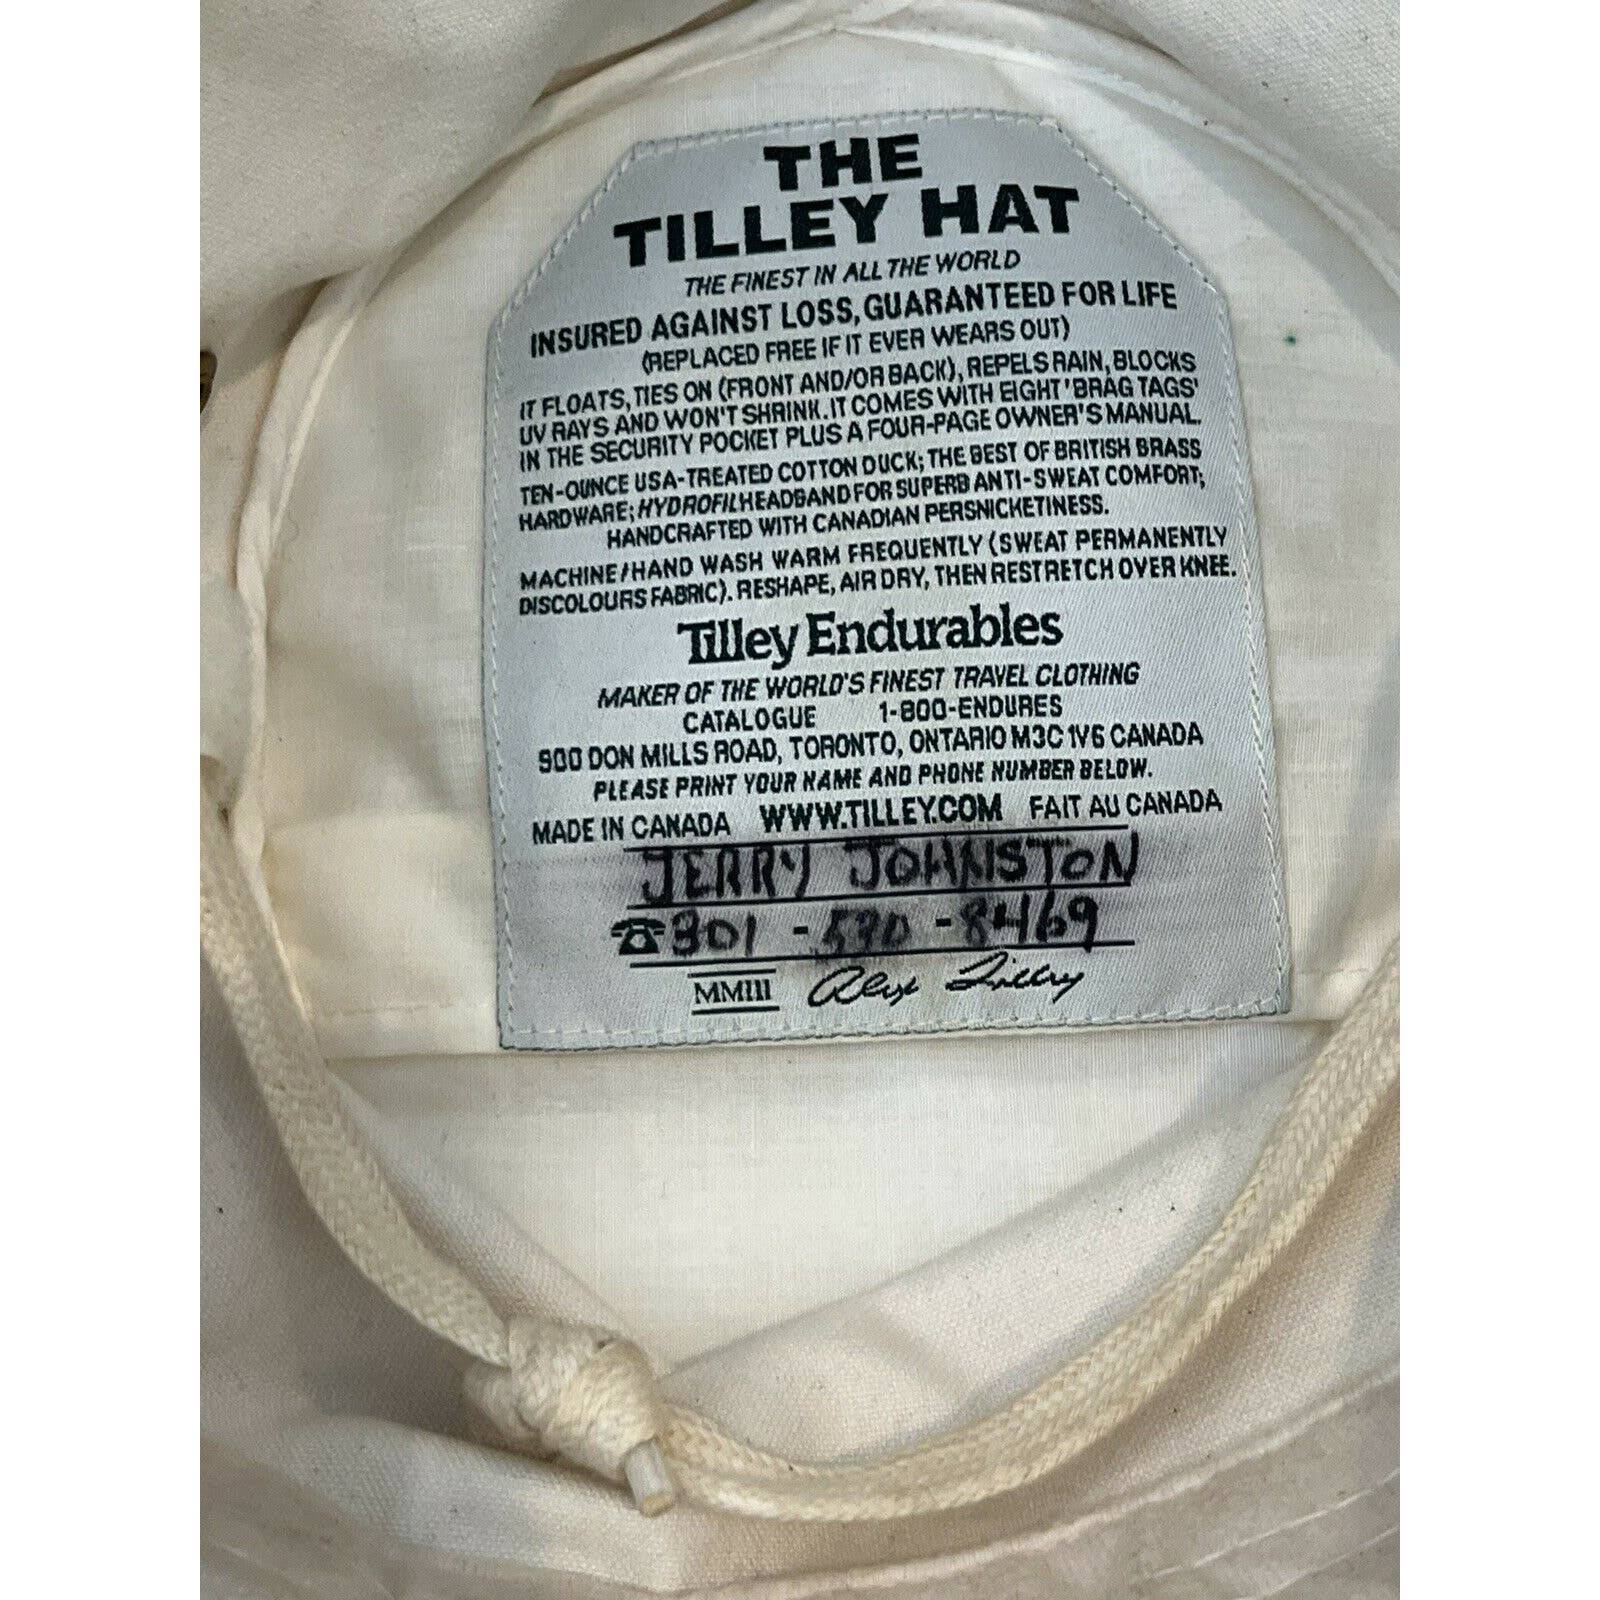 THE
TILLEY HAT
THE FINEST IN ALL THE WORLD
INSURED AGAINST LOSS, GUARANTEED FOR LIFE
(REPLACED FREE IF IT EVER WEARS OUT)
IT FLOATS, TIES ON (FRONT AND/OR BACK), REPELS RAIN, BLOCKS
UV RAYS AND WON'T SHRINK. IT COMES WITH EIGHT 'BRAG TAGS'
IN THE SECURITY POCKET PLUS A FOUR-PAGE OWNER'S MANUAL.
TEN-OUNCE USA-TREATED COTTON DUCK; THE BEST OF BRITISH BRASS
HARDWARE; HYDROFIL HEADBAND FOR SUPERB ANTI-SWEAT COMFORT;
HANDCRAFTED WITH CANADIAN PERSNICKETINESS.
MACHINE/HAND WASH WARM FREQUENTLY (SWEAT PERMANENTLY
DISCOLOURS FABRIC). RESHAPE, AIR DRY, THEN RESTRETCH OVER KNEE.
Tilley Endurables
MAKER OF THE WORLD'S FINEST TRAVEL CLOTHING
CATALOGUE 1-800-ENDURES
900 DON MILLS ROAD, TORONTO, ONTARIO M3C 1V6 CANADA
PLEASE PRINT YOUR NAME AND PHONE NUMBER BELOW.
MADE IN CANADA WWW.TILLEY.COM FAIT AU CANADA
JERRY JOHNSTON
301 - 570 - 8469
MMIII Alex Tilley